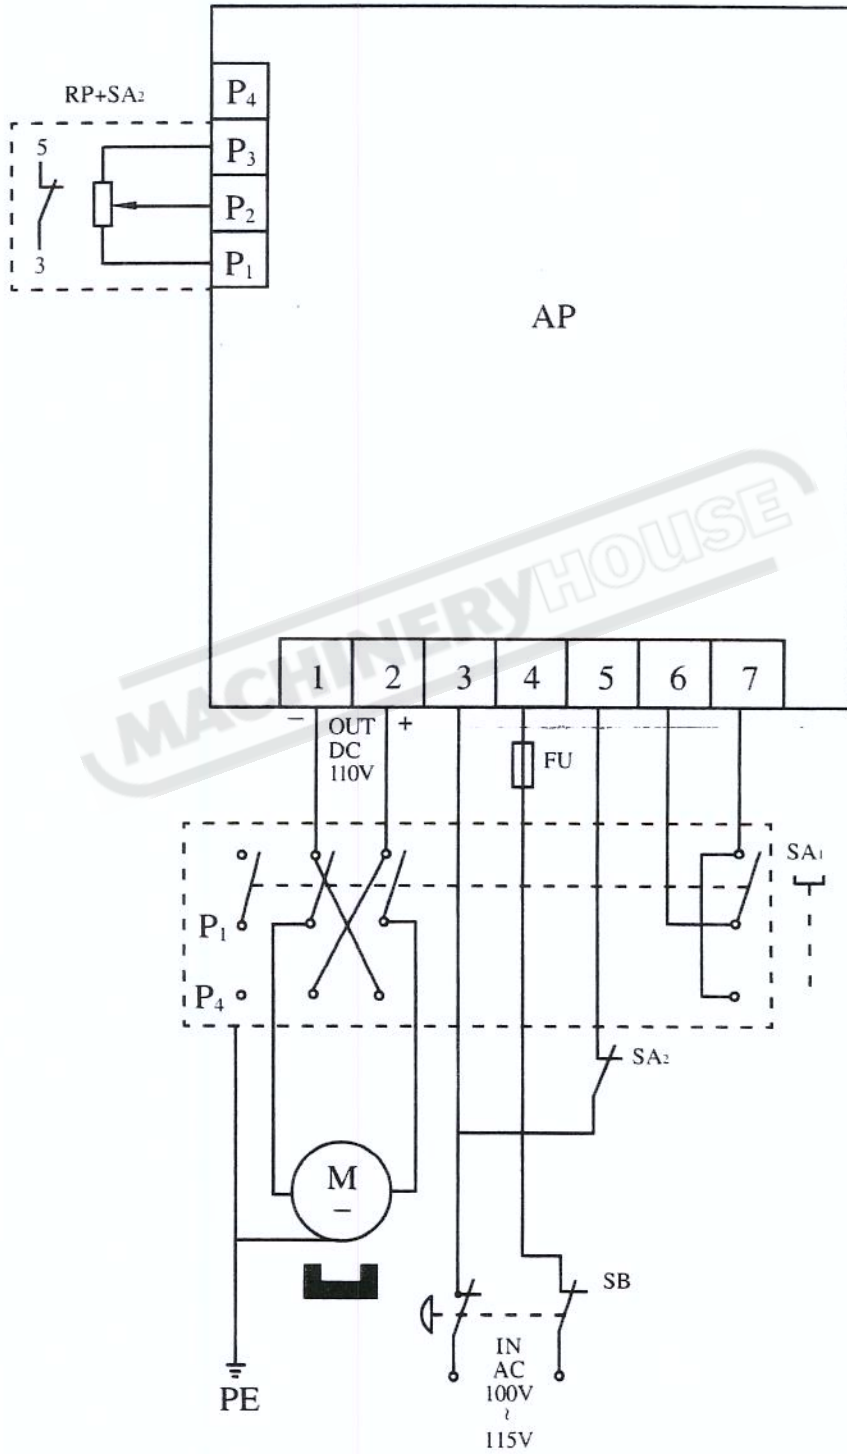 RP+SA2
P4
5
P3
P2
3
P1
AP
MACHINERYHOUSE
1 2 3 4 5 6 7
− OUT +
DC
110V
FU
SA1
P1
P4
SA2
M
−
SB
IN
AC
100V
~
115V
PE